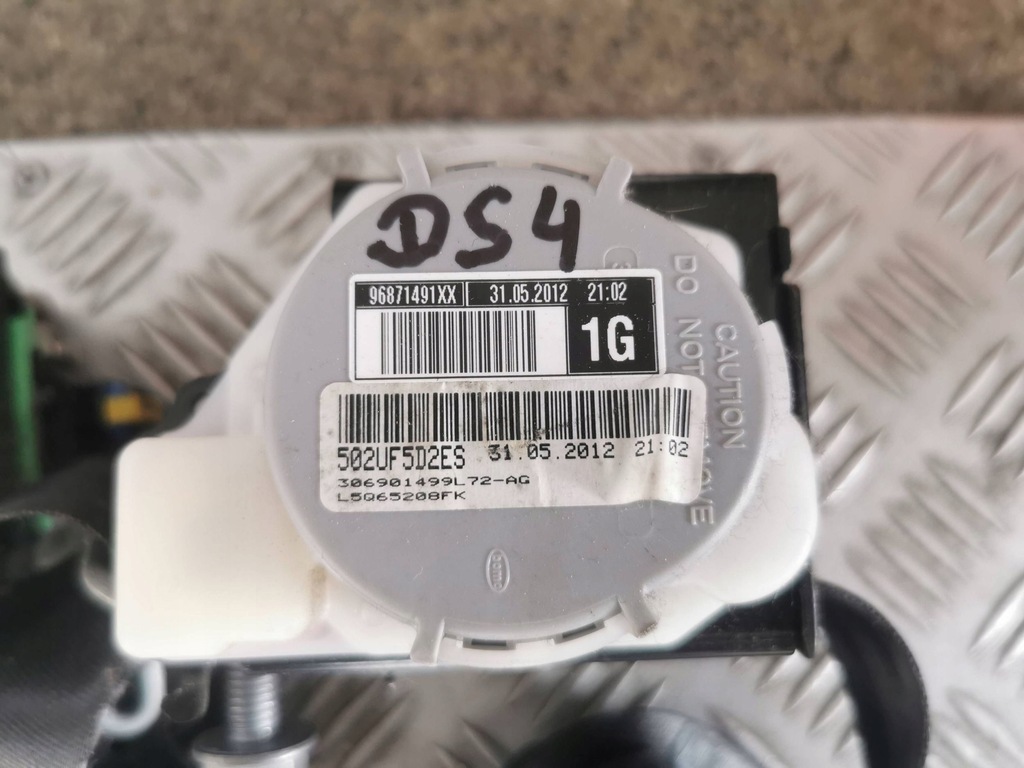 DS4
96871491XX 31.05.2012 21:02
1G
502UF5D2ES 31.05.2012 21:02
306901499L72-AG
L5Q65208FK
CAUTION
DO NOT